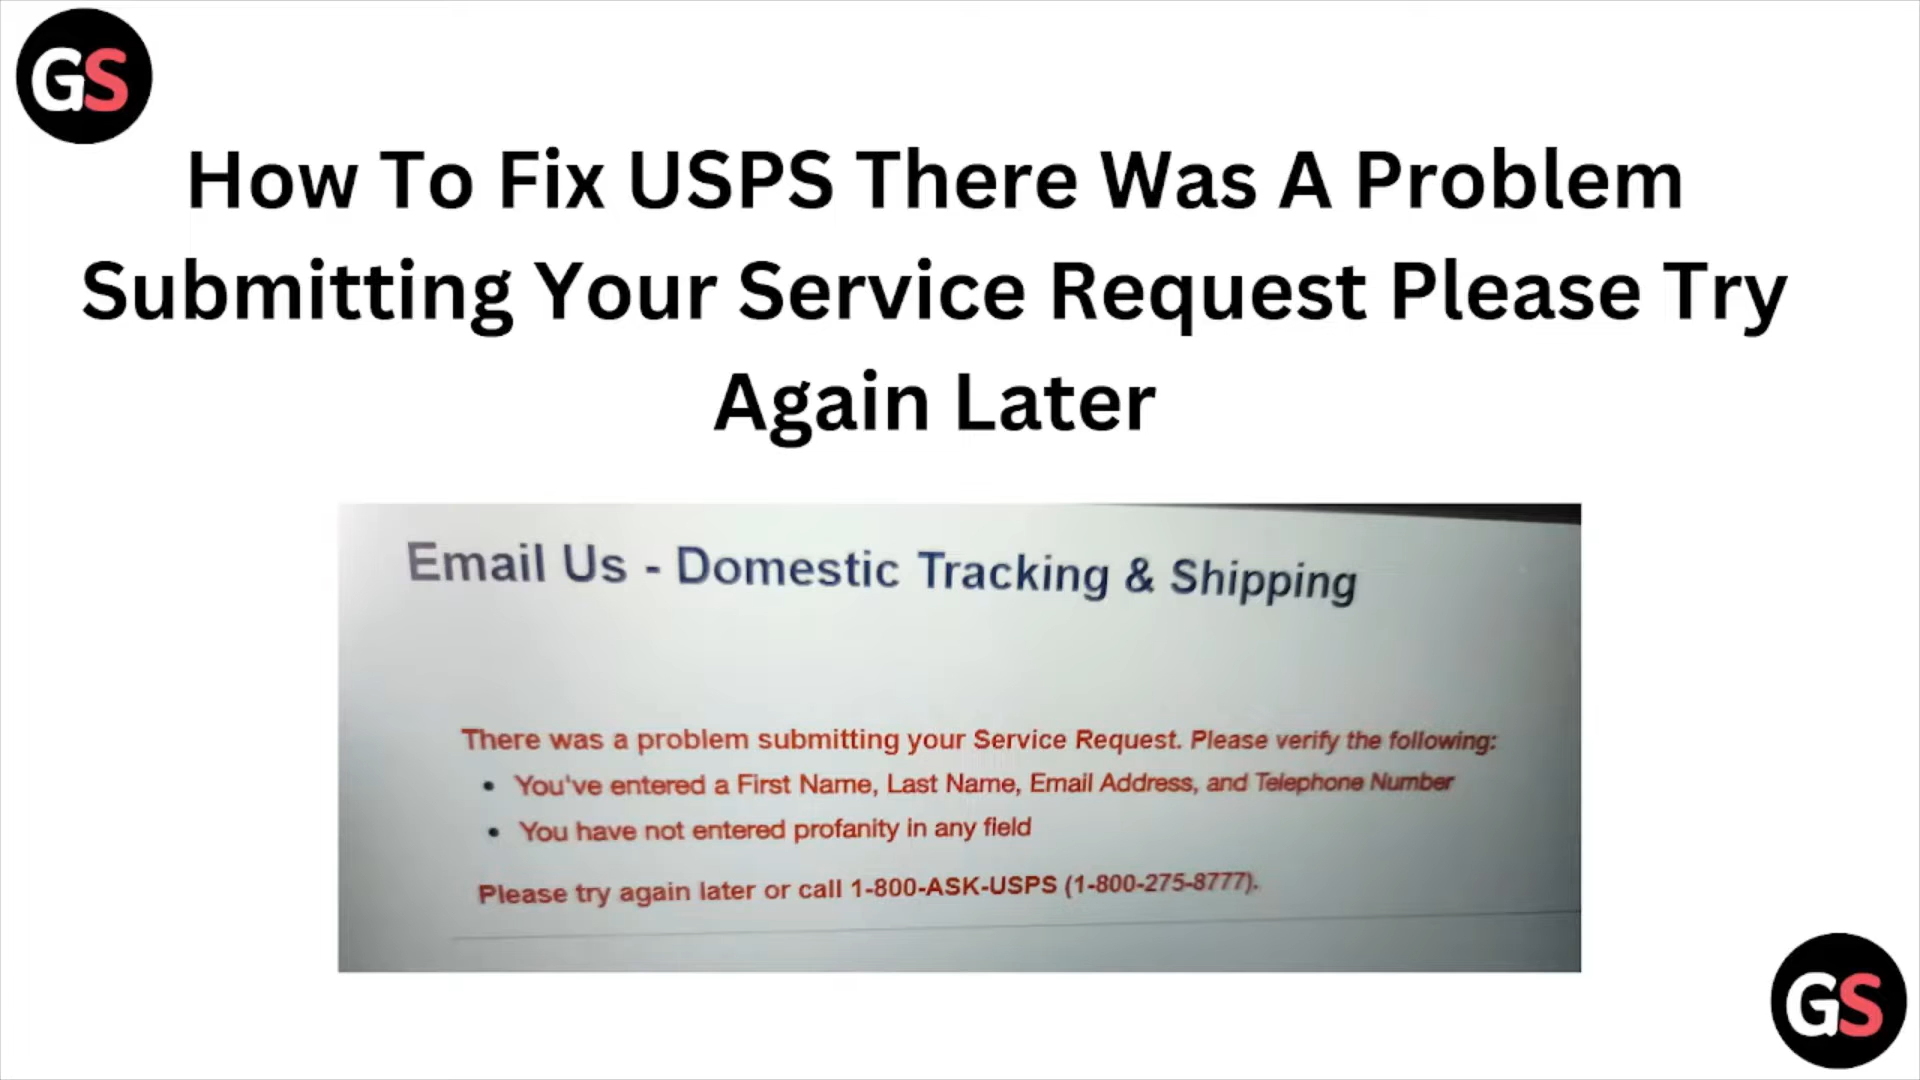 GS
How To Fix USPS There Was A Problem
Submitting Your Service Request Please Try
Again Later
Email Us - Domestic Tracking & Shipping
There was a problem submitting your Service Request. Please verify the following:
• You've entered a First Name, Last Name, Email Address, and Telephone Number
• You have not entered profanity in any field
Please try again later or call 1-800-ASK-USPS (1-800-275-8777).
GS